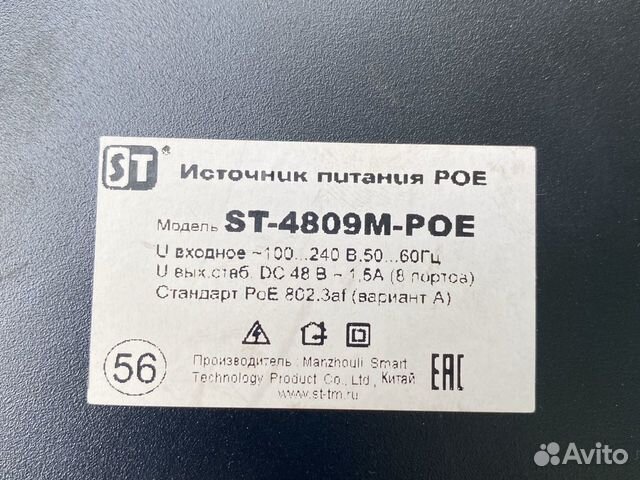 ST® Источник питания POE
Модель ST-4809M-POE
U входное ~100...240 В.50...60Гц
U вых.стаб. DC 48 В - 1,5А (8 портов)
Стандарт PoE 802.3af (вариант А)
56
Производитель: Manzhouli Smart
Technology Product Co., Ltd., Китай
www.st-tm.ru
EAC
Avito